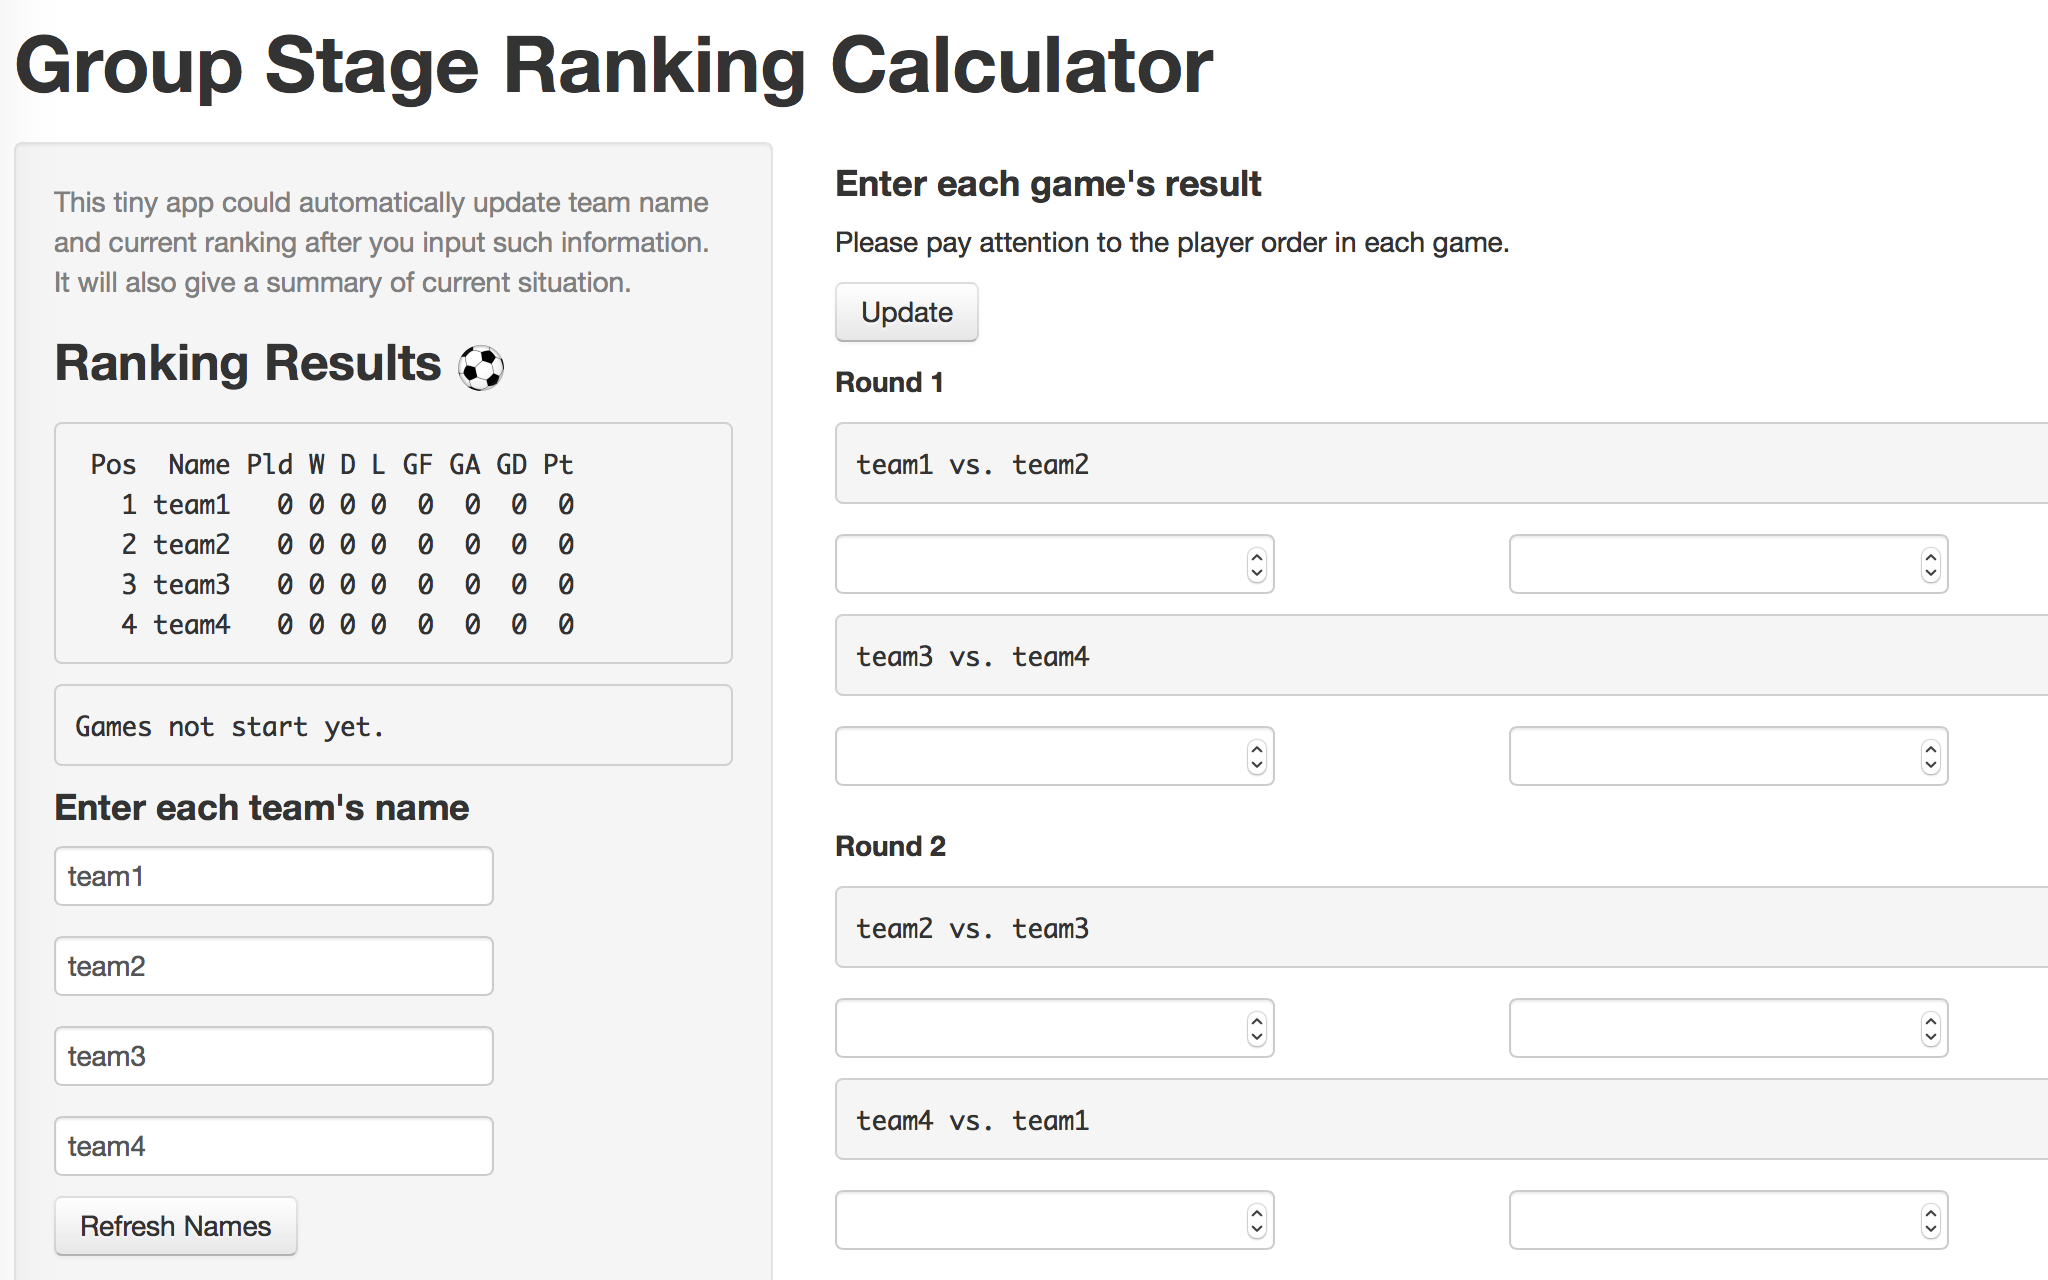 Group Stage Ranking Calculator
This tiny app could automatically update team name
and current ranking after you input such information.
It will also give a summary of current situation.
Ranking Results
Pos Name Pld W D L GF GA GD Pt
1 team1 0 0 0 0 0 0 0 0
2 team2 0 0 0 0 0 0 0 0
3 team3 0 0 0 0 0 0 0 0
4 team4 0 0 0 0 0 0 0 0
Games not start yet.
Enter each team's name
team1
team2
team3
team4
Refresh Names
Enter each game's result
Please pay attention to the player order in each game.
Update
Round 1
team1 vs. team2
team3 vs. team4
Round 2
team2 vs. team3
team4 vs. team1